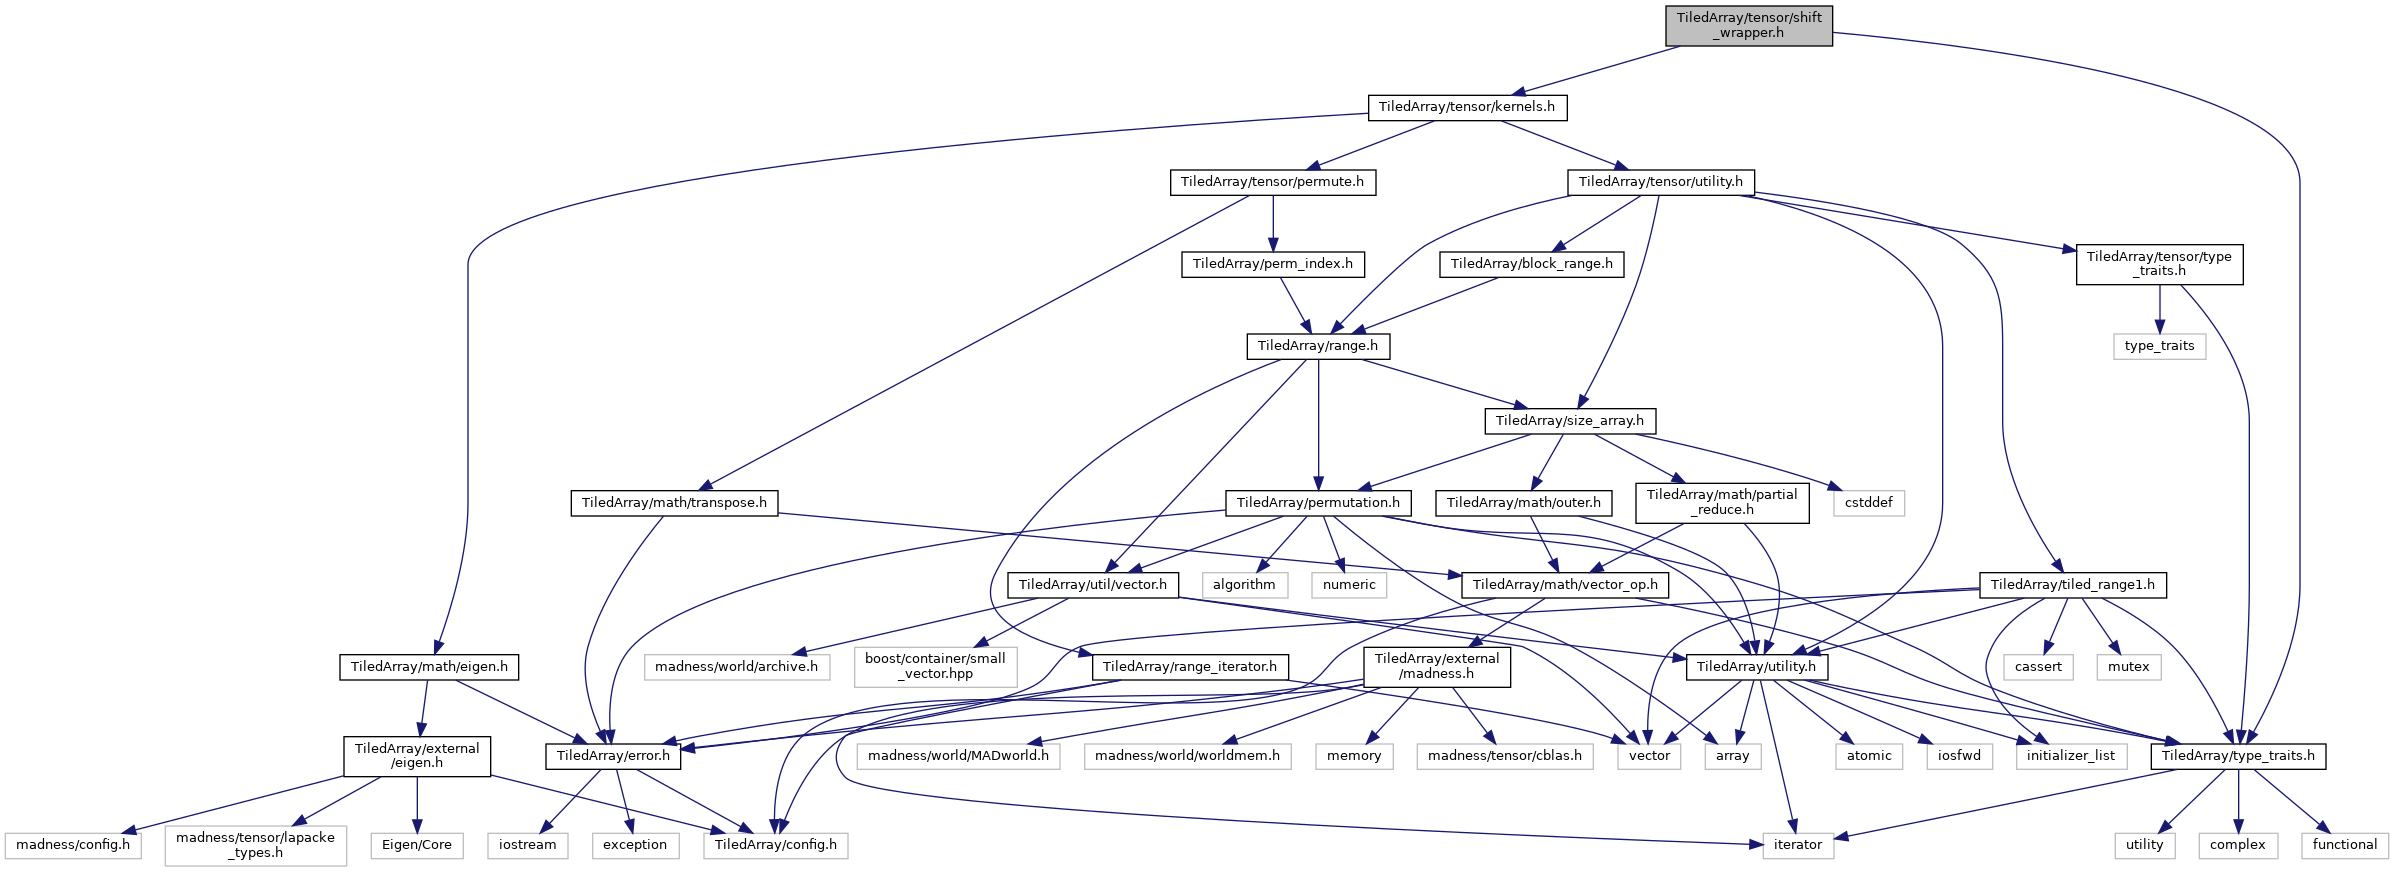 TiledArray/tensor/shift
_wrapper.h
TiledArray/tensor/kernels.h
TiledArray/tensor/permute.h
TiledArray/tensor/utility.h
TiledArray/perm_index.h
TiledArray/block_range.h
TiledArray/tensor/type
_traits.h
TiledArray/range.h
type_traits
TiledArray/size_array.h
TiledArray/math/transpose.h
TiledArray/permutation.h
TiledArray/math/outer.h
TiledArray/math/partial
_reduce.h
cstddef
TiledArray/util/vector.h
algorithm
numeric
TiledArray/math/vector_op.h
TiledArray/tiled_range1.h
TiledArray/math/eigen.h
madness/world/archive.h
boost/container/small
_vector.hpp
TiledArray/range_iterator.h
TiledArray/external
/madness.h
TiledArray/utility.h
cassert
mutex
TiledArray/external
/eigen.h
TiledArray/error.h
madness/world/MADworld.h
madness/world/worldmem.h
memory
madness/tensor/cblas.h
vector
array
atomic
iosfwd
initializer_list
TiledArray/type_traits.h
madness/config.h
madness/tensor/lapacke
_types.h
Eigen/Core
iostream
exception
TiledArray/config.h
iterator
utility
complex
functional